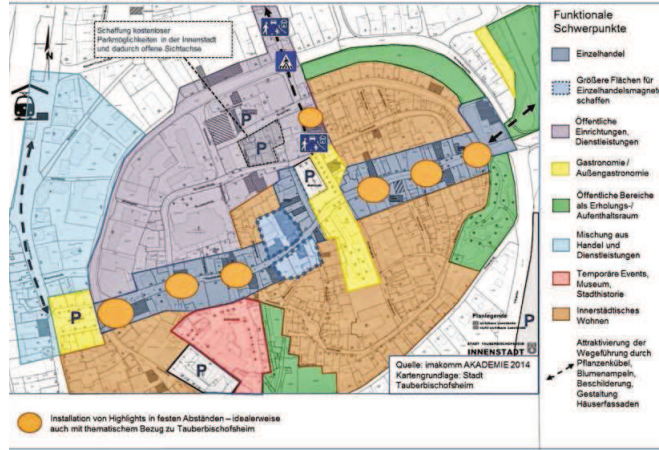 Schaffung kostenloser
Parkmöglichkeiten in der Innenstadt
und dadurch offene Sichtachse
N
P
P
P
P
P
P
Planlegende
STADT TAUBERBISCHOFSHEIM
INNENSTADT
Quelle: imakomm AKADEMIE 2014
Kartengrundlage: Stadt
Tauberbischofsheim
Installation von Highlights in festen Abständen – idealerweise
auch mit thematischem Bezug zu Tauberbischofsheim
Funktionale
Schwerpunkte
Einzelhandel
Größere Flächen für
Einzelhandelsmagnete
schaffen
Öffentliche
Einrichtungen,
Dienstleistungen
Gastronomie /
Außengastronomie
Öffentliche Bereiche
als Erholungs-/
Aufenthaltsraum
Mischung aus
Handel und
Dienstleistungen
Temporäre Events,
Museum,
Stadthistorie
Innerstädtisches
Wohnen
Attraktivierung der
Wegeführung durch
Pflanzenkübel,
Blumenampeln,
Beschilderung,
Gestaltung
Häuserfassaden